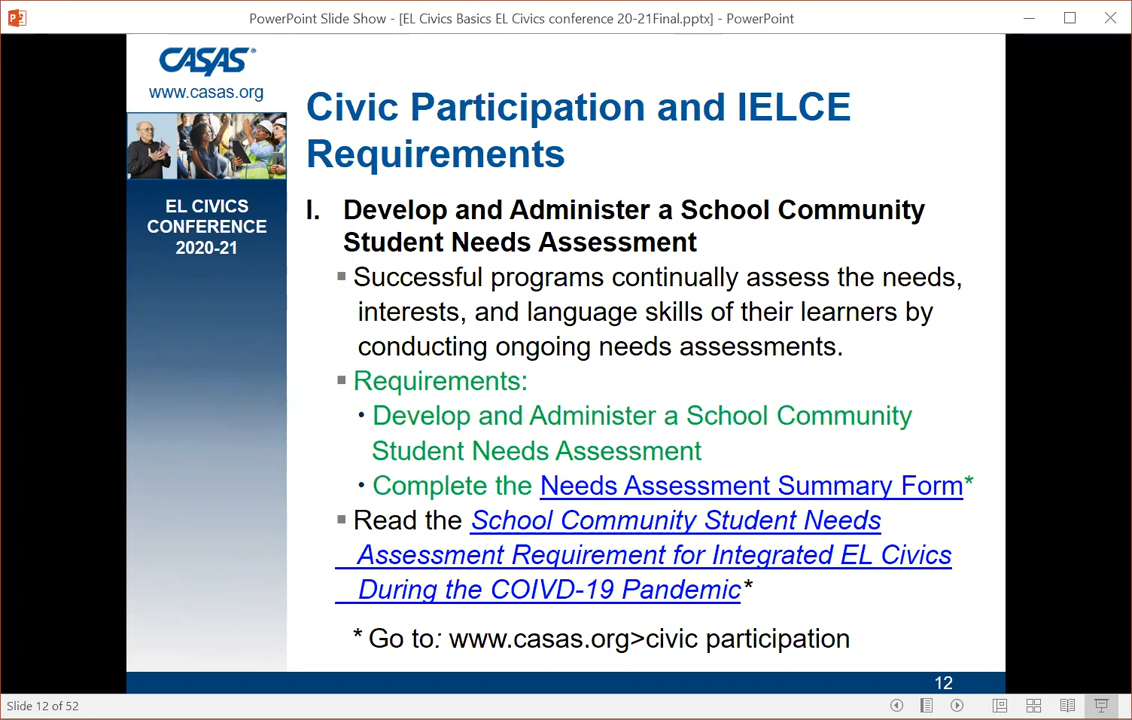 PowerPoint Slide Show - [EL Civics Basics EL Civics conference 20-21Final.pptx] - PowerPoint
CASAS®
www.casas.org
EL CIVICS
CONFERENCE
2020-21
Civic Participation and IELCE
Requirements
I. Develop and Administer a School Community
Student Needs Assessment
▪ Successful programs continually assess the needs,
interests, and language skills of their learners by
conducting ongoing needs assessments.
▪ Requirements:
• Develop and Administer a School Community
Student Needs Assessment
• Complete the Needs Assessment Summary Form*
▪ Read the School Community Student Needs
Assessment Requirement for Integrated EL Civics
During the COIVD-19 Pandemic*
* Go to: www.casas.org>civic participation
12
Slide 12 of 52